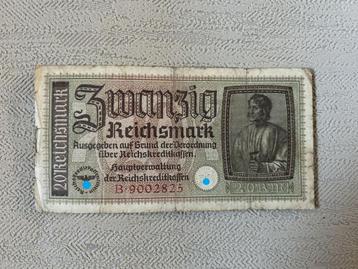 20 Reichsmark
Zwanzig
Reichsmark
Ausgegeben auf Grund der Verordnung
über Reichskreditkassen.
Hauptverwaltung
der Reichskreditkassen
B·9002825